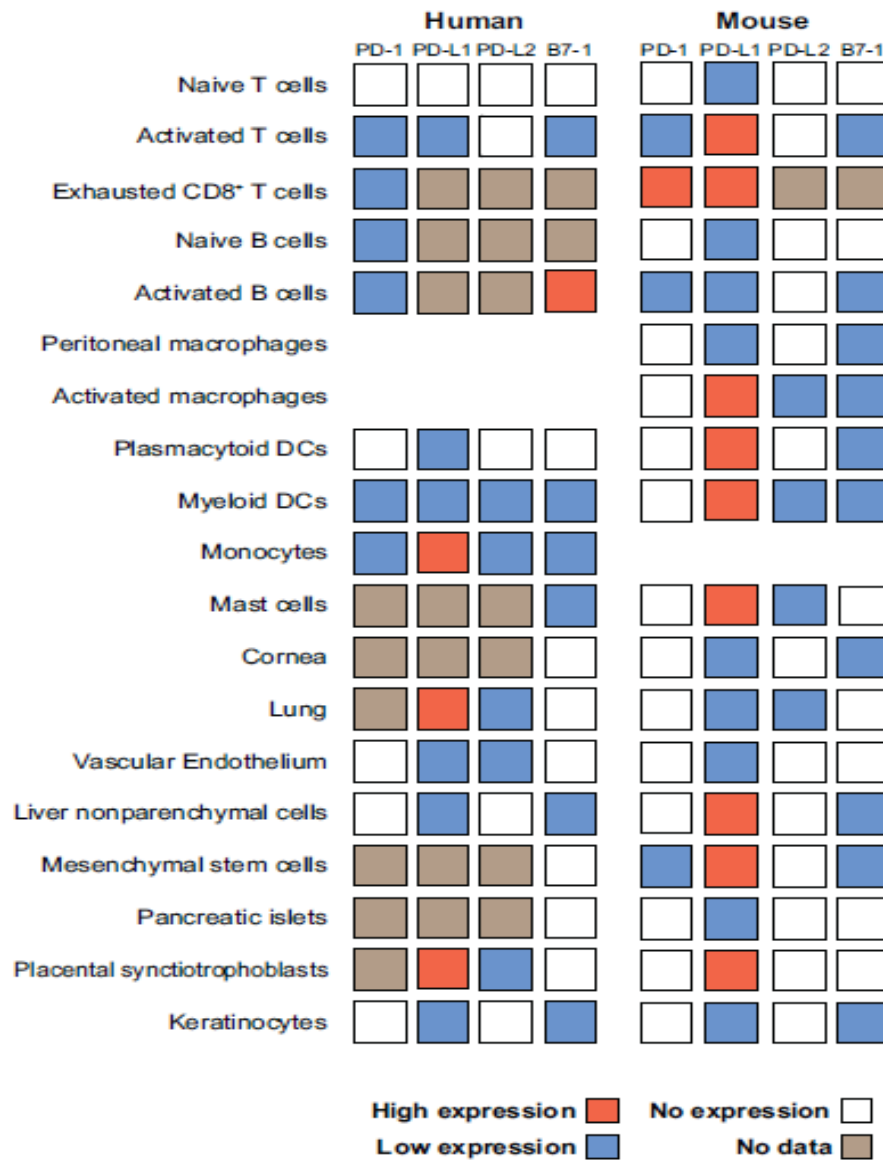 Human Mouse
PD-1 PD-L1 PD-L2 B7-1 PD-1 PD-L1 PD-L2 B7-1
Naive T cells
Activated T cells
Exhausted CD8⁺ T cells
Naive B cells
Activated B cells
Peritoneal macrophages
Activated macrophages
Plasmacytoid DCs
Myeloid DCs
Monocytes
Mast cells
Cornea
Lung
Vascular Endothelium
Liver nonparenchymal cells
Mesenchymal stem cells
Pancreatic islets
Placental synctiotrophoblasts
Keratinocytes
High expression No expression
Low expression No data